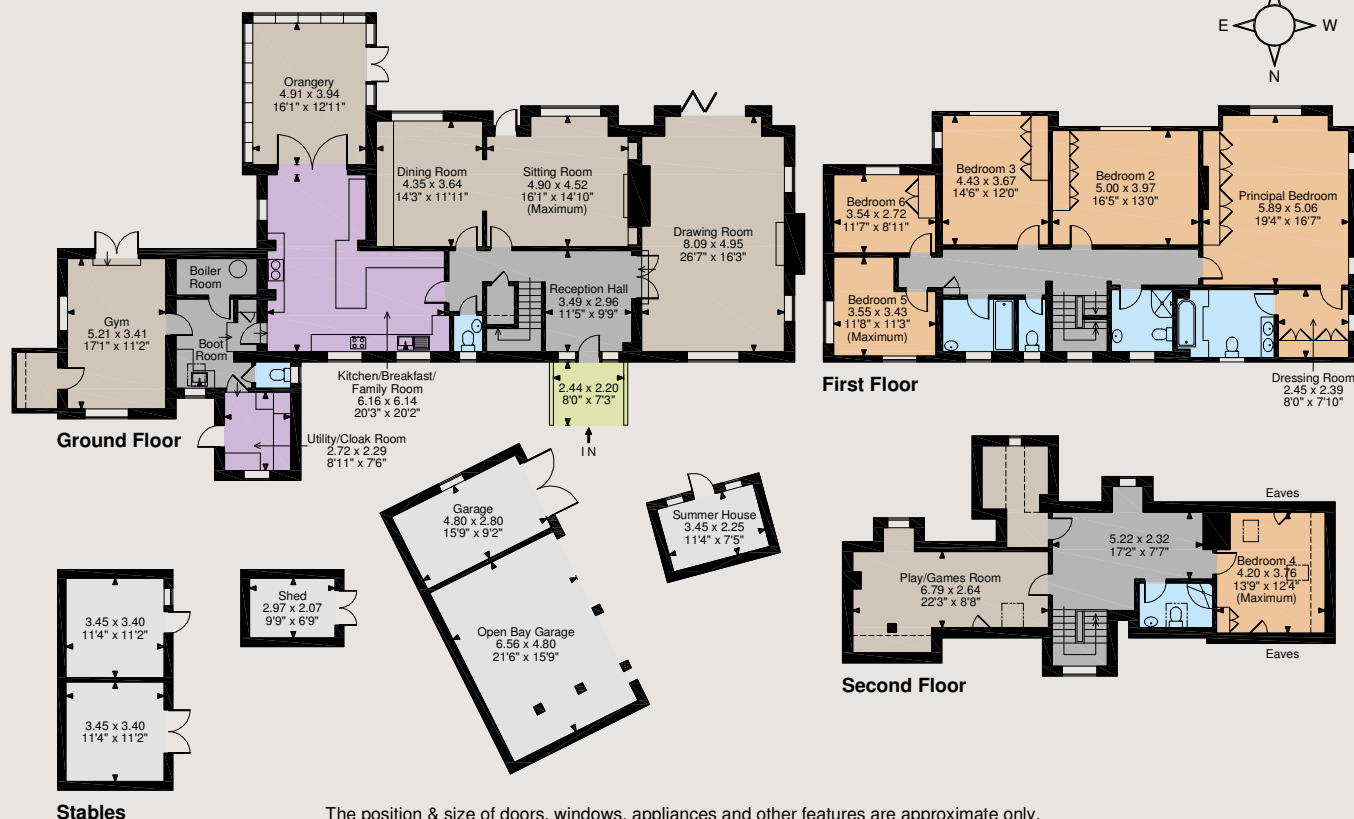 E
W
N
Orangery
4.91 x 3.94
16'1" x 12'11"
Dining Room
4.35 x 3.64
14'3" x 11'11"
Sitting Room
4.90 x 4.52
16'1" x 14'10"
(Maximum)
Drawing Room
8.09 x 4.95
26'7" x 16'3"
Boiler
Room
Gym
5.21 x 3.41
17'1" x 11'2"
Boot
Room
Reception Hall
3.49 x 2.96
11'5" x 9'9"
Kitchen/Breakfast/
Family Room
6.16 x 6.14
20'3" x 20'2"
2.44 x 2.20
8'0" x 7'3"
IN
Utility/Cloak Room
2.72 x 2.29
8'11" x 7'6"
Ground Floor
Bedroom 3
4.43 x 3.67
14'6" x 12'0"
Bedroom 2
5.00 x 3.97
16'5" x 13'0"
Principal Bedroom
5.89 x 5.06
19'4" x 16'7"
Bedroom 6
3.54 x 2.72
11'7" x 8'11"
Bedroom 5
3.55 x 3.43
11'8" x 11'3"
(Maximum)
Dressing Room
2.45 x 2.39
8'0" x 7'10"
First Floor
Garage
4.80 x 2.80
15'9" x 9'2"
Summer House
3.45 x 2.25
11'4" x 7'5"
Open Bay Garage
6.56 x 4.80
21'6" x 15'9"
Shed
2.97 x 2.07
9'9" x 6'9"
3.45 x 3.40
11'4" x 11'2"
3.45 x 3.40
11'4" x 11'2"
Stables
Eaves
5.22 x 2.32
17'2" x 7'7"
Play/Games Room
6.79 x 2.64
22'3" x 8'8"
Bedroom 4
4.20 x 3.76
13'9" x 12'4"
(Maximum)
Eaves
Second Floor
The position & size of doors, windows, appliances and other features are approximate only.